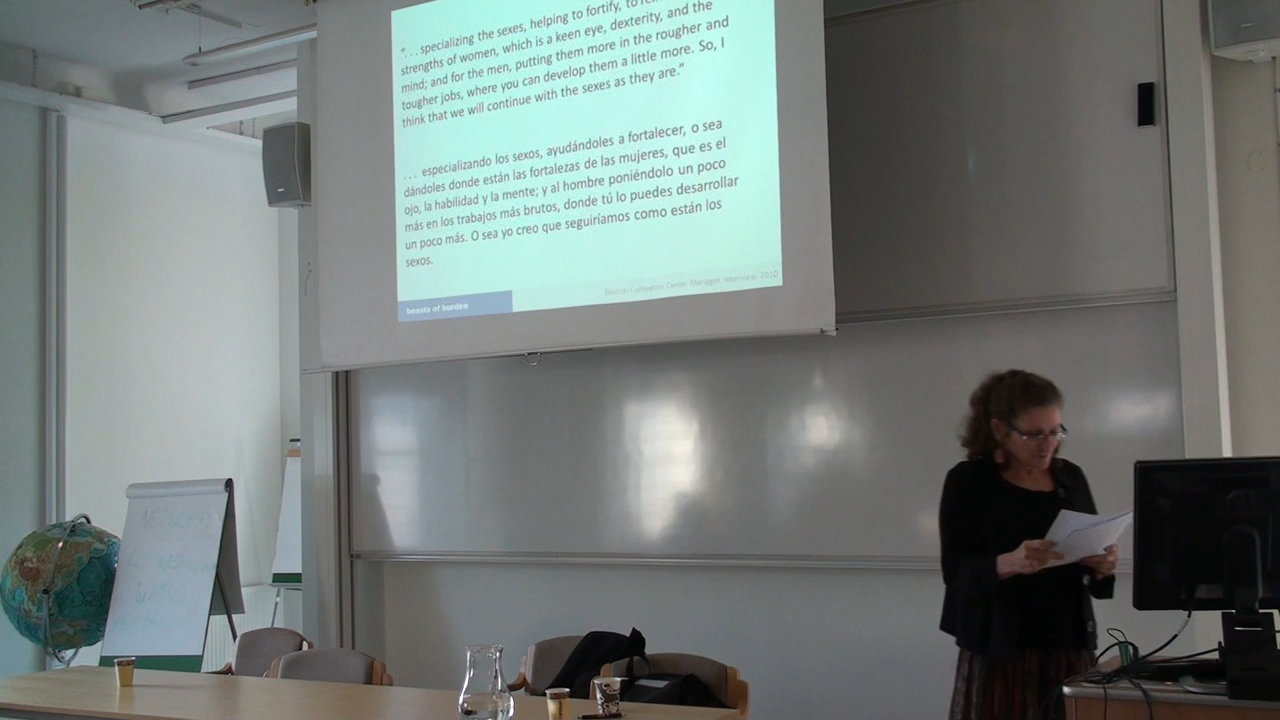 “. . . specializing the sexes, helping to fortify, to
strengths of women, which is a keen eye, dexterity, and the
mind; and for the men, putting them more in the rougher and
tougher jobs, where you can develop them a little more. So, I
think that we will continue with the sexes as they are.”
. . . especializando los sexos, ayudándoles a fortalecer, o sea
dándoles donde están las fortalezas de las mujeres, que es el
ojo, la habilidad y la mente; y al hombre poniéndolo un poco
más en los trabajos más brutos, donde tú lo puedes desarrollar
un poco más. O sea yo creo que seguiríamos como están los
sexos.
Source: Cultivation Center Manager, Interview, 2010
beasts of burden